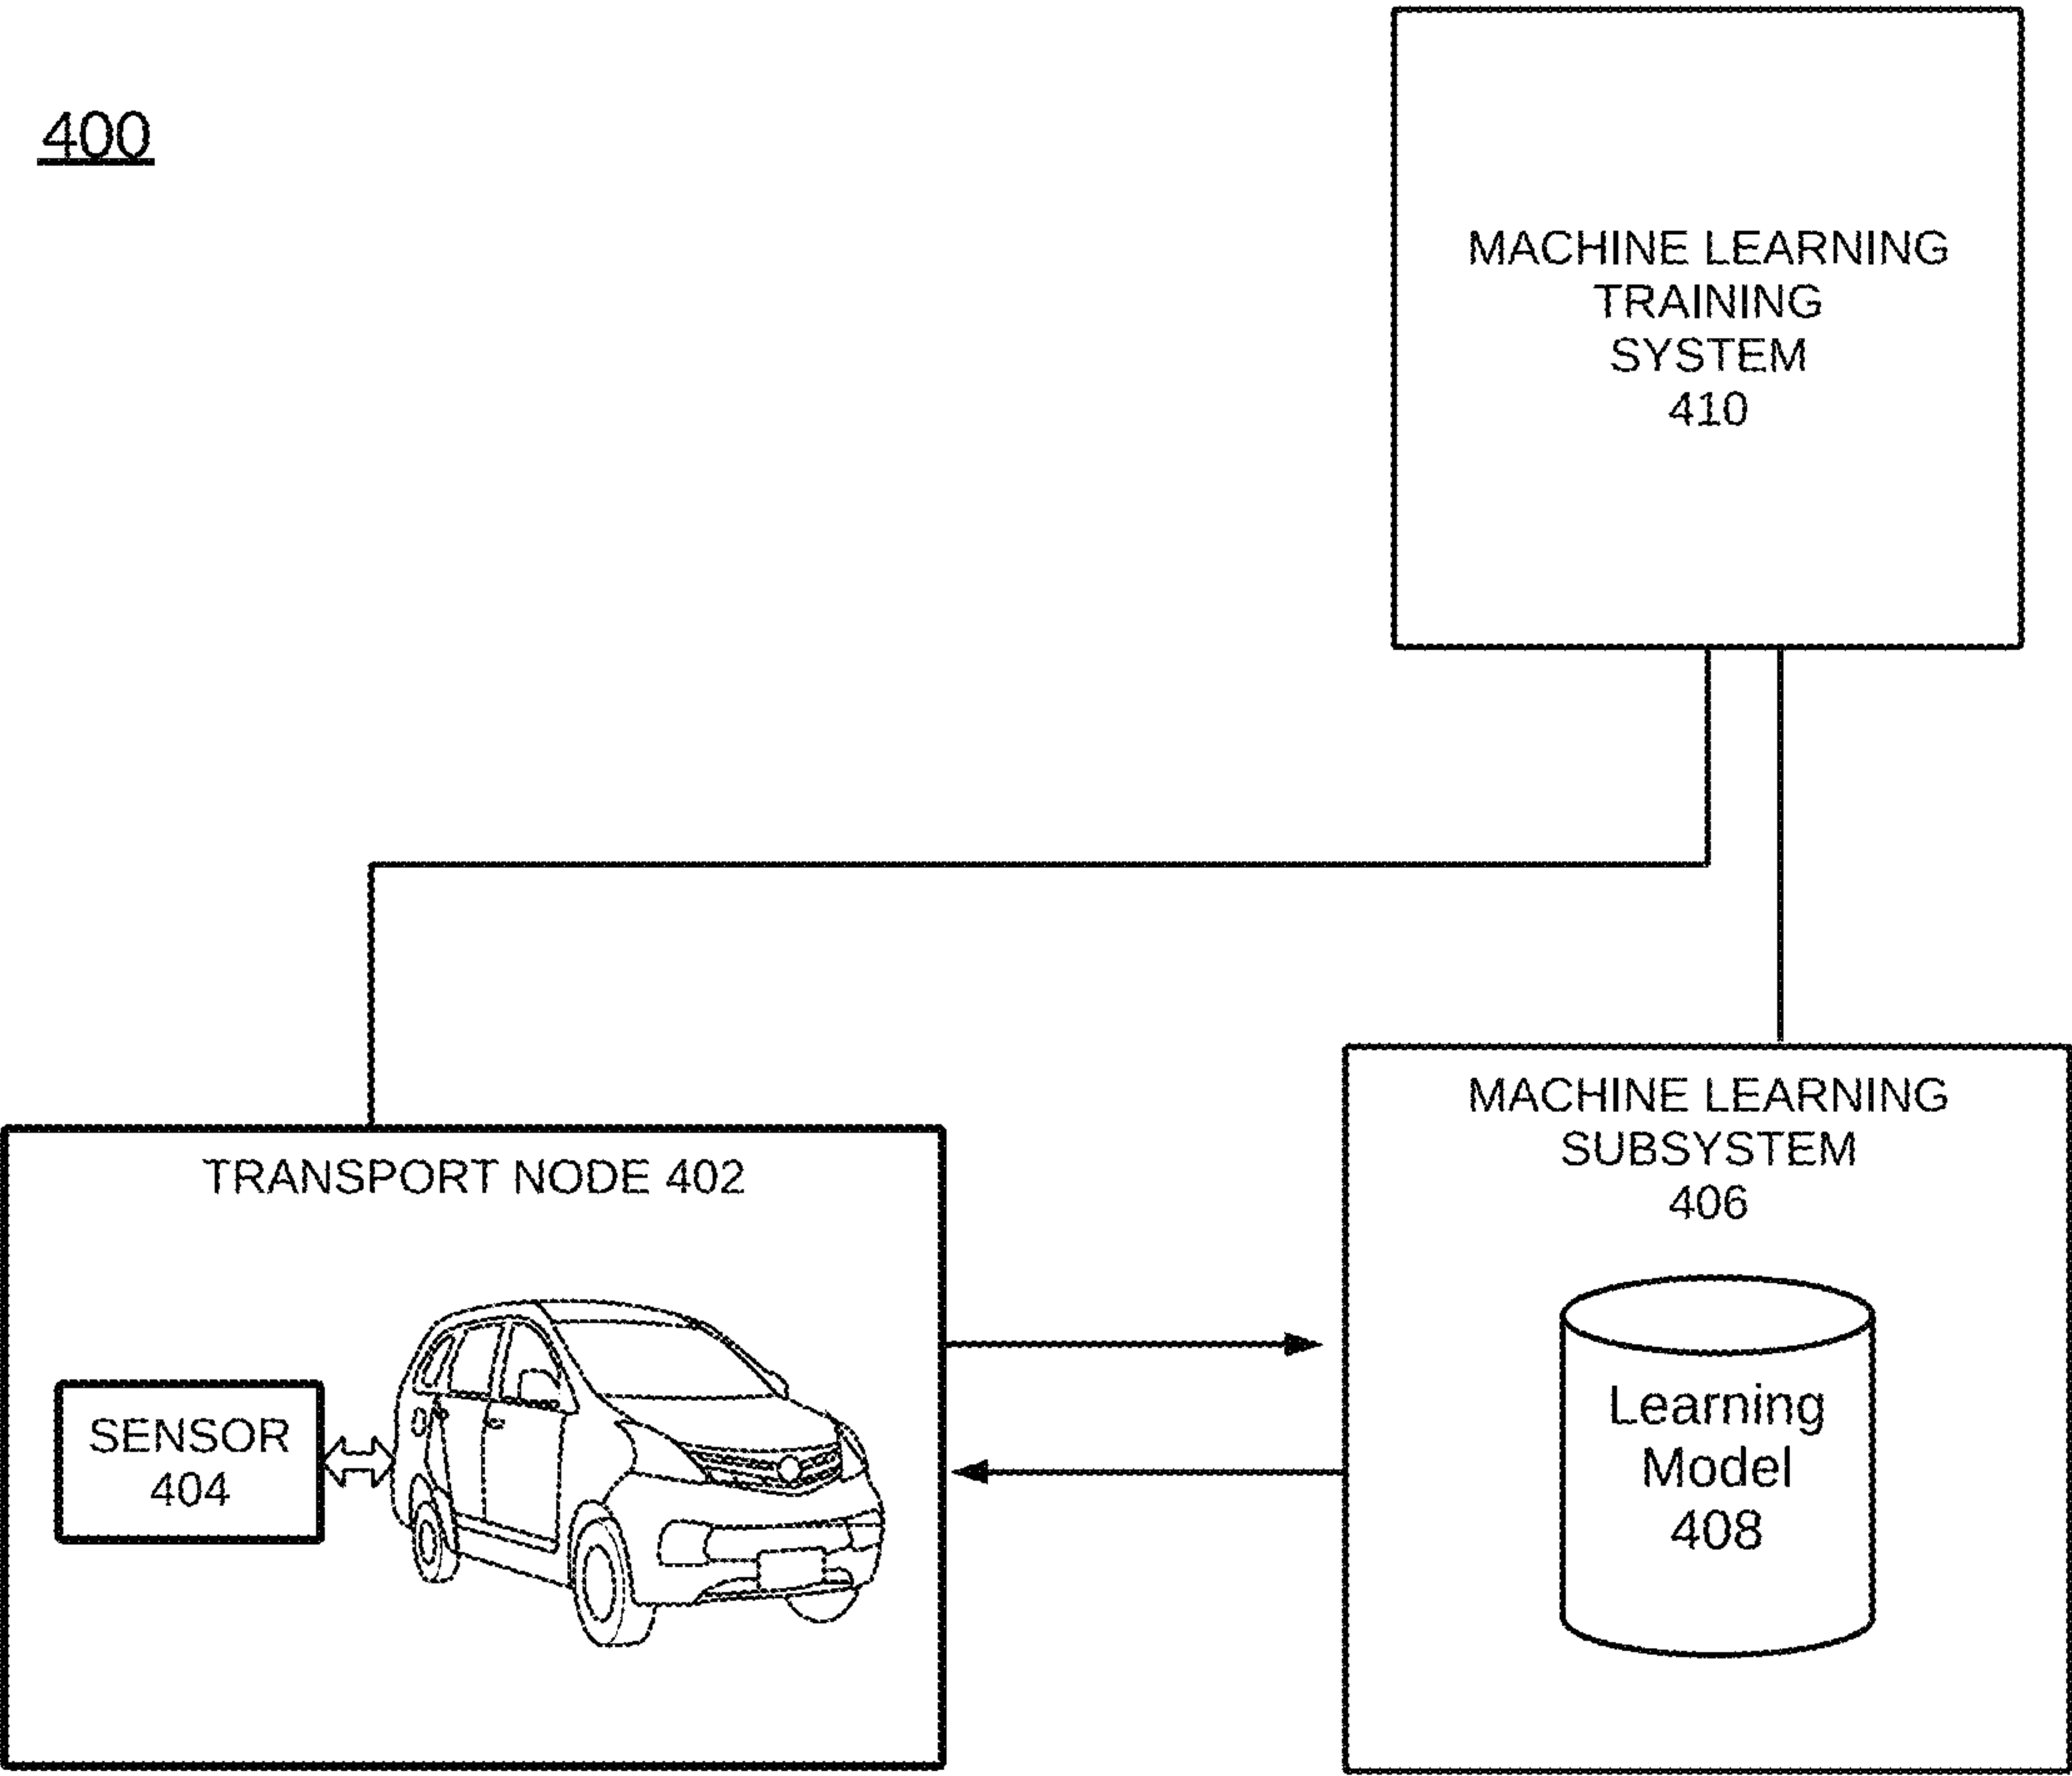 400
MACHINE LEARNING
TRAINING
SYSTEM
410
TRANSPORT NODE 402
SENSOR
404
MACHINE LEARNING
SUBSYSTEM
406
Learning
Model
408